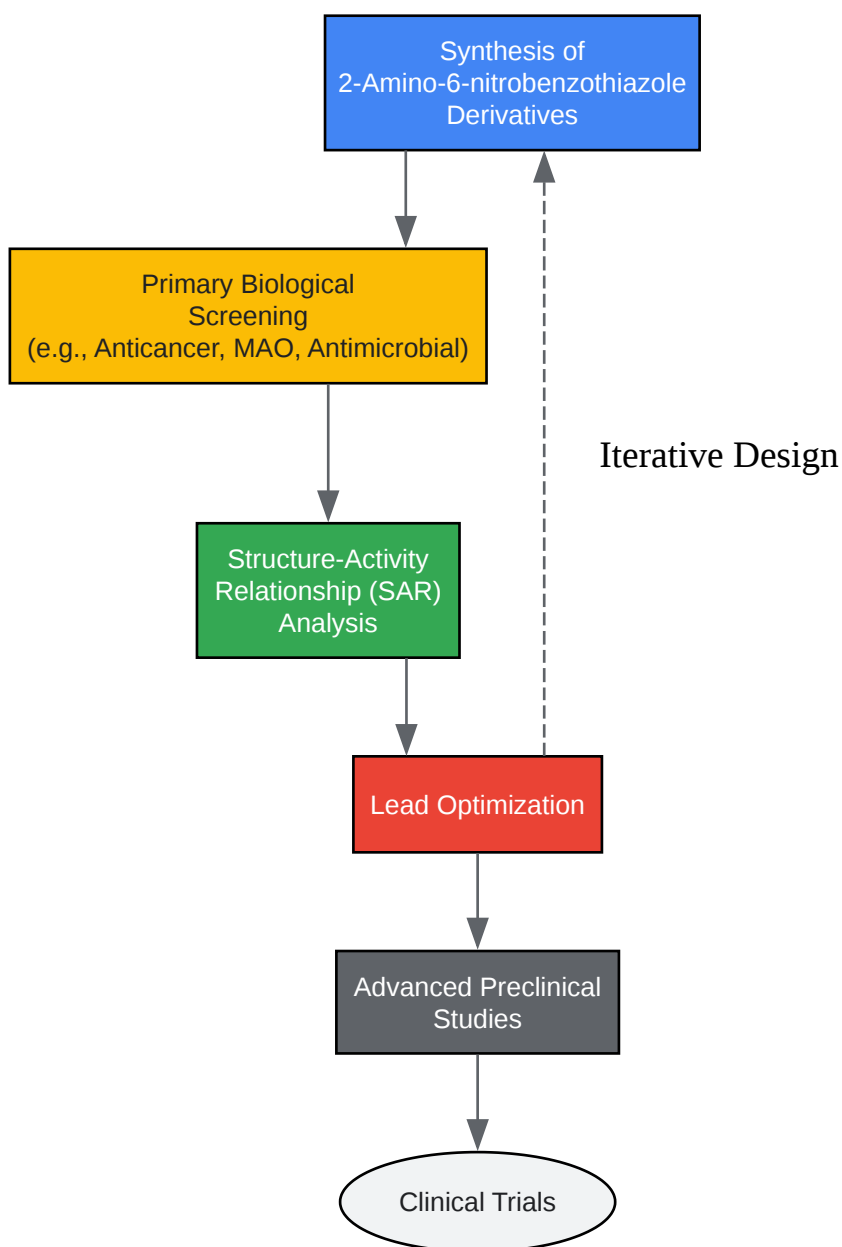 Synthesis of
2-Amino-6-nitrobenzothiazole
Derivatives
Primary Biological
Screening
(e.g., Anticancer, MAO, Antimicrobial)
Iterative Design
Structure-Activity
Relationship (SAR)
Analysis
Lead Optimization
Advanced Preclinical
Studies
Clinical Trials